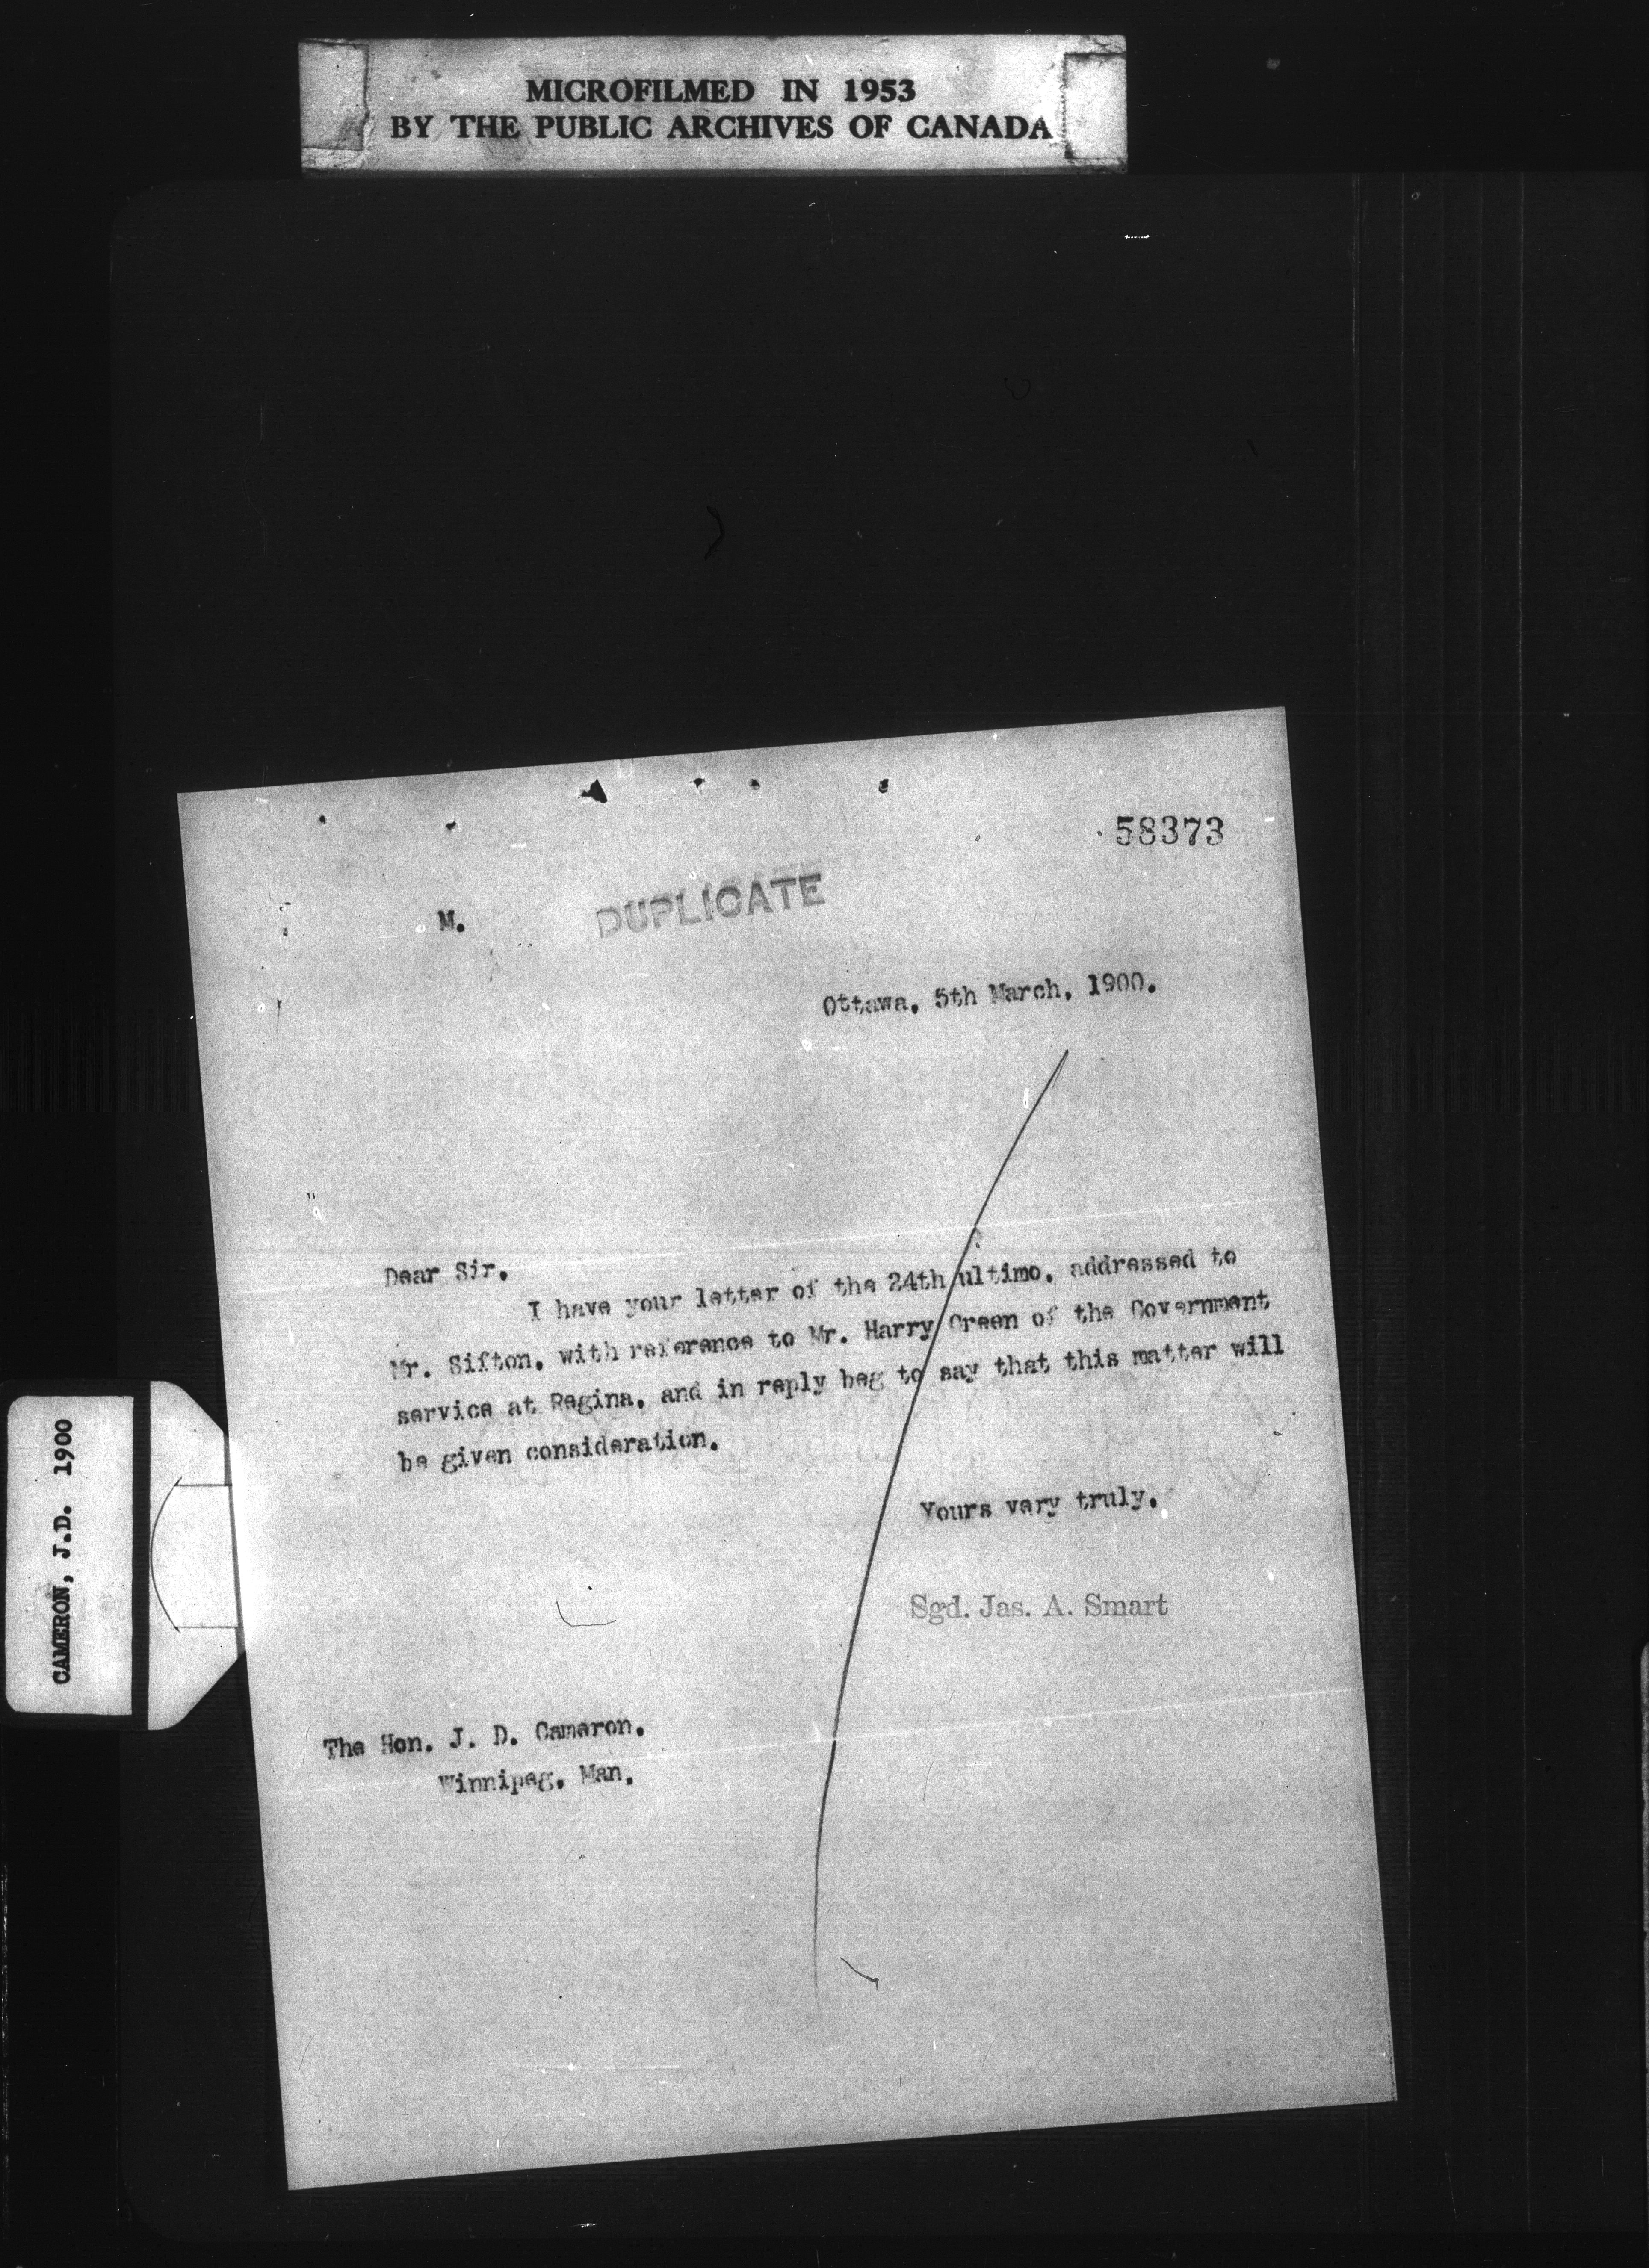 MICROFILMED IN 1953
BY THE PUBLIC ARCHIVES OF CANADA
58373
M.
DUPLICATE
Ottawa, 5th March, 1900.
Dear Sir,
I have your letter of the 24th ultimo, addressed to
Mr. Sifton, with reference to Mr. Harry Green of the Government
service at Regina, and in reply beg to say that this matter will
be given consideration.
Yours very truly,
Sgd. Jas. A. Smart
The Hon. J. D. Cameron,
Winnipeg, Man.
CAMERON, J.D. 1900